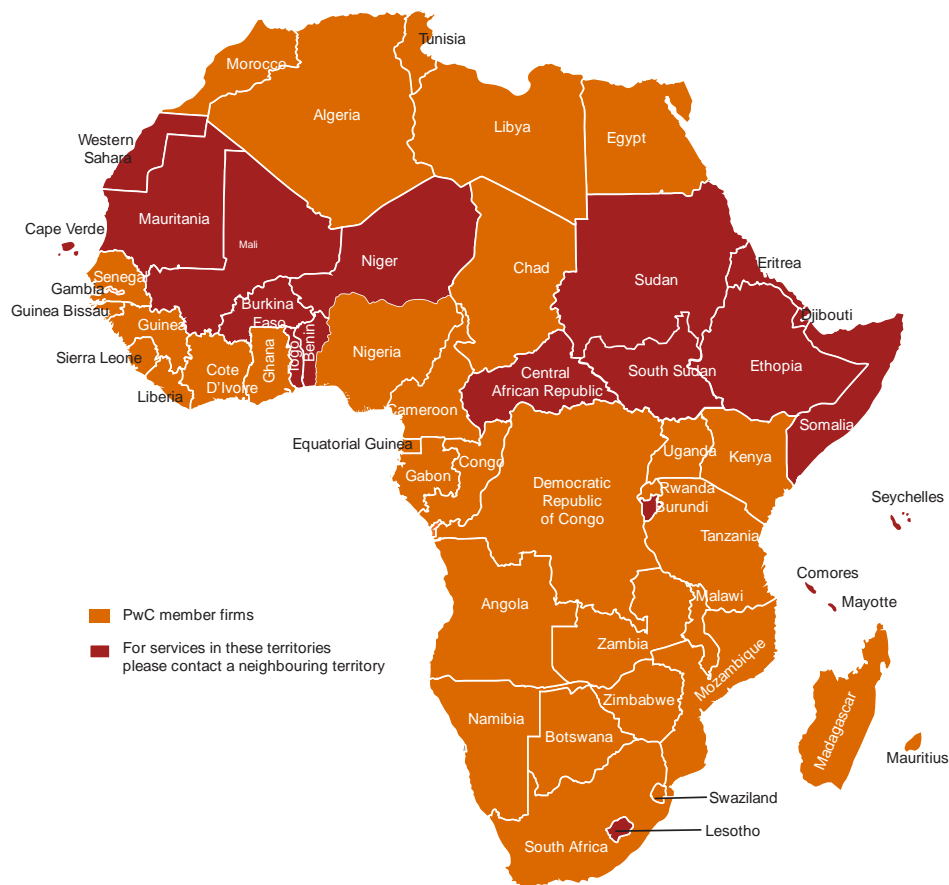 Tunisia
Morocco
Algeria
Libya
Egypt
Western
Sahara
Mauritania
Cape Verde
Mali
Niger
Chad
Sudan
Eritrea
Senegal
Gambia
Guinea Bissau
Guinea
Burkina
Faso
Djibouti
Sierra Leone
Cote
D'Ivoire
Ghana
Togo
Benin
Nigeria
Central
African Republic
South Sudan
Ethopia
Liberia
Cameroon
Somalia
Equatorial Guinea
Congo
Gabon
Uganda
Kenya
Democratic
Republic
of Congo
Rwanda
Burundi
Seychelles
Tanzania
Comores
Mayotte
Angola
Malawi
Zambia
Mozambique
PwC member firms
For services in these territories
please contact a neighbouring territory
Zimbabwe
Namibia
Botswana
Madagascar
Mauritius
Swaziland
Lesotho
South Africa